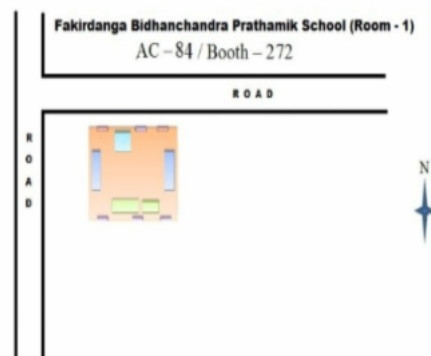 Fakirdanga Bidhanchandra Prathamik School (Room - 1)
AC – 84 / Booth – 272
ROAD
ROAD
N